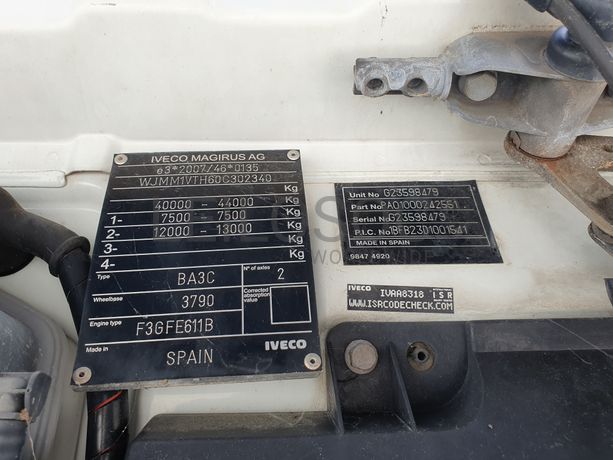 IVECO MAGIRUS AG
e3*2007/46*0135
WJMM1VTH60C302340
Kg
40000 - 44000 Kg
1- 7500 - 7500 Kg
2- 12000 - 13000 Kg
3- Kg
4- Kg
Type BA3C
N° of axles 2
Wheelbase 3790
Corrected absorption value
Engine type F3GFE611B
Made in SPAIN
IVECO
Unit No G23598479
Part No PA01000242551
Serial No G23598479
P.I.C. No BFB23D1001541
MADE IN SPAIN
9847 4920
IVECO IVAA8318 ISR
WWW.ISRCODECHECK.COM